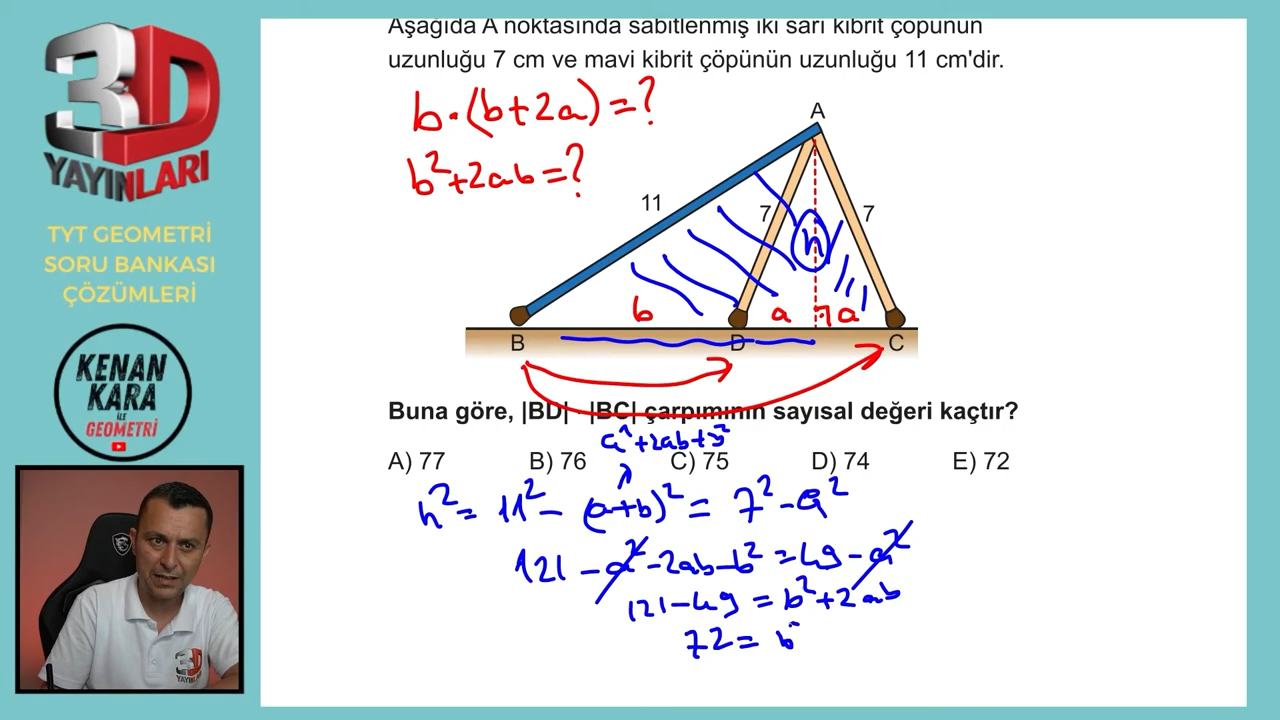 3D
YAYINLARI
TYT GEOMETRİ
SORU BANKASI
ÇÖZÜMLERİ
KENAN
KARA
İLE
GEOMETRİ
3D
YAYINLARI
Aşağıda A noktasında sabitlenmiş iki sarı kibrit çöpünün
uzunluğu 7 cm ve mavi kibrit çöpünün uzunluğu 11 cm'dir.
b·(b+2a)=?
b²+2ab=?
A
11
7
7
h
b
a
a
B
D
C
Buna göre, |BD| · |BC| çarpımının sayısal değeri kaçtır?
a²+2ab+b²
A) 77 B) 76 C) 75 D) 74 E) 72
h² = 11² - (a+b)² = 7² - a²
121 - a² - 2ab - b² = 49 - a²
121 - 49 = b² + 2ab
72 = b